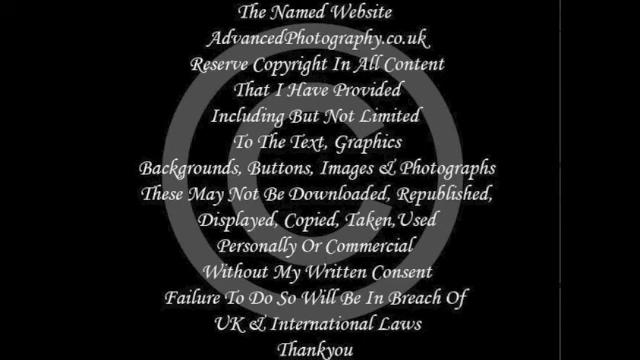 The Named Website
AdvancedPhotography.co.uk
Reserve Copyright In All Content
That I Have Provided
Including But Not Limited
To The Text, Graphics
Backgrounds, Buttons, Images & Photographs
These May Not Be Downloaded, Republished,
Displayed, Copied, Taken,Used
Personally Or Commercial
Without My Written Consent
Failure To Do So Will Be In Breach Of
UK & International Laws
Thankyou